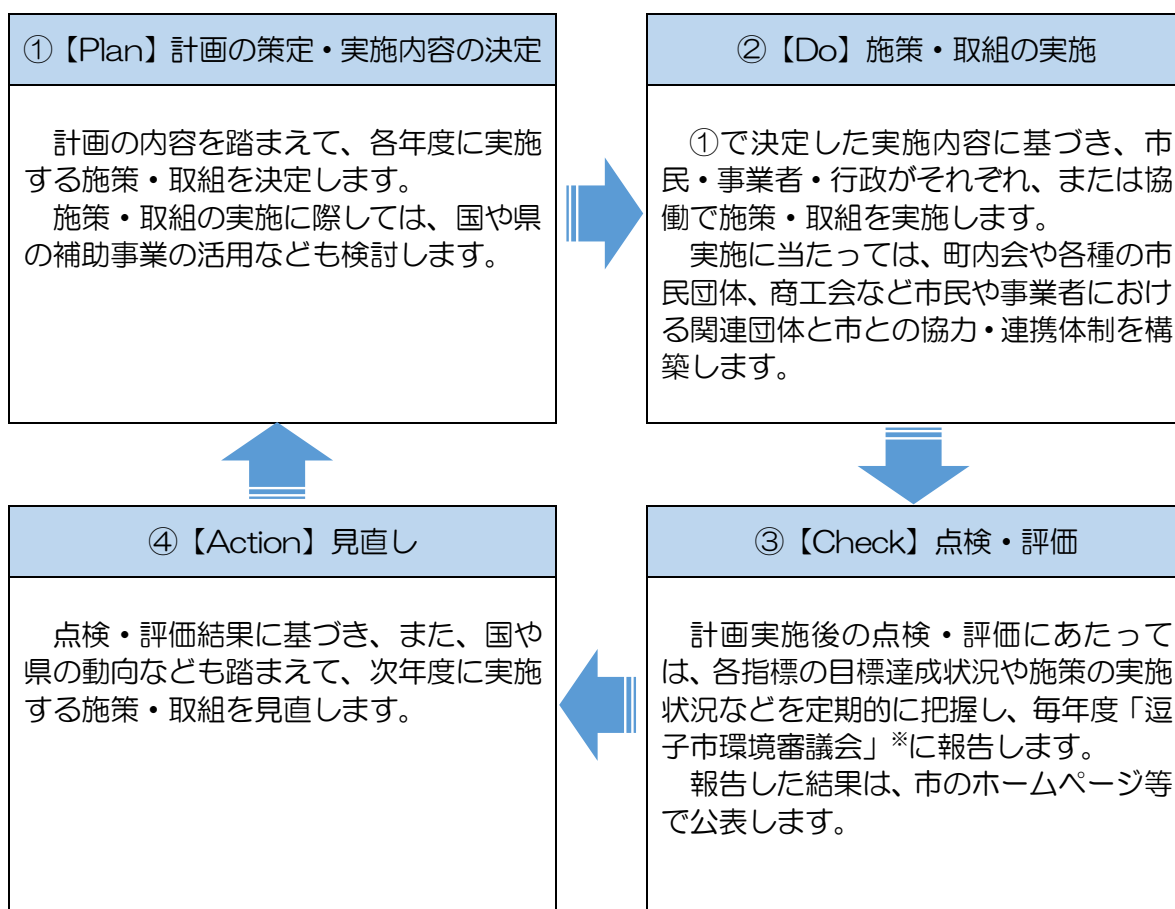 ①【Plan】計画の策定・実施内容の決定
計画の内容を踏まえて、各年度に実施
する施策・取組を決定します。
施策・取組の実施に際しては、国や県
の補助事業の活用なども検討します。
②【Do】施策・取組の実施
①で決定した実施内容に基づき、市
民・事業者・行政がそれぞれ、または協
働で施策・取組を実施します。
実施に当たっては、町内会や各種の市
民団体、商工会など市民や事業者におけ
る関連団体と市との協力・連携体制を構
築します。
③【Check】点検・評価
計画実施後の点検・評価にあたって
は、各指標の目標達成状況や施策の実施
状況などを定期的に把握し、毎年度「逗
子市環境審議会」※に報告します。
報告した結果は、市のホームページ等
で公表します。
④【Action】見直し
点検・評価結果に基づき、また、国や
県の動向なども踏まえて、次年度に実施
する施策・取組を見直します。